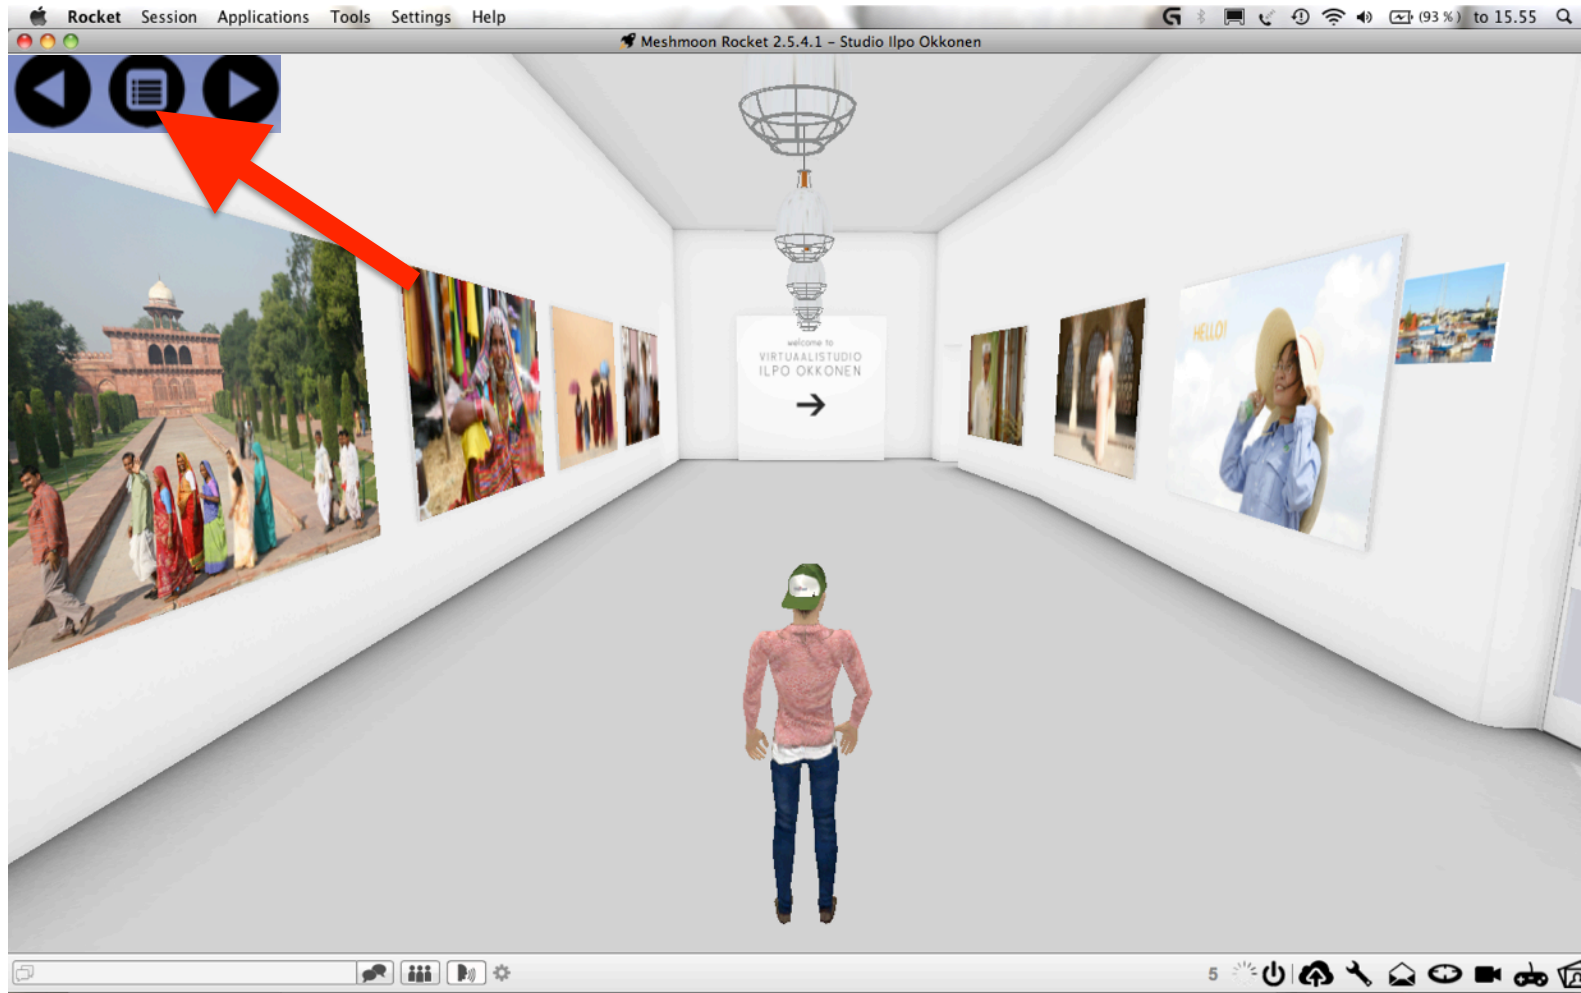 Rocket Session Applications Tools Settings Help (93 %) to 15.55
Meshmoon Rocket 2.5.4.1 – Studio Ilpo Okkonen
welcome to
VIRTUAALISTUDIO
ILPO OKKONEN
HELLO!
5